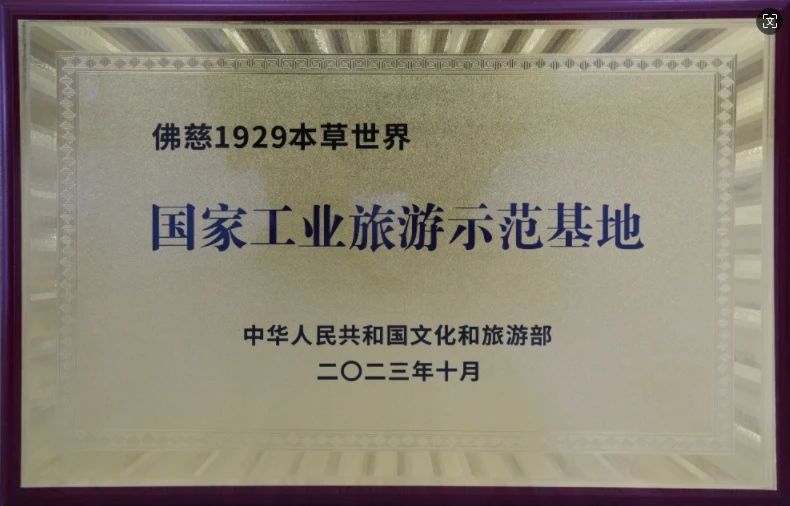 佛慈1929本草世界
国家工业旅游示范基地
中华人民共和国文化和旅游部
二〇二三年十月